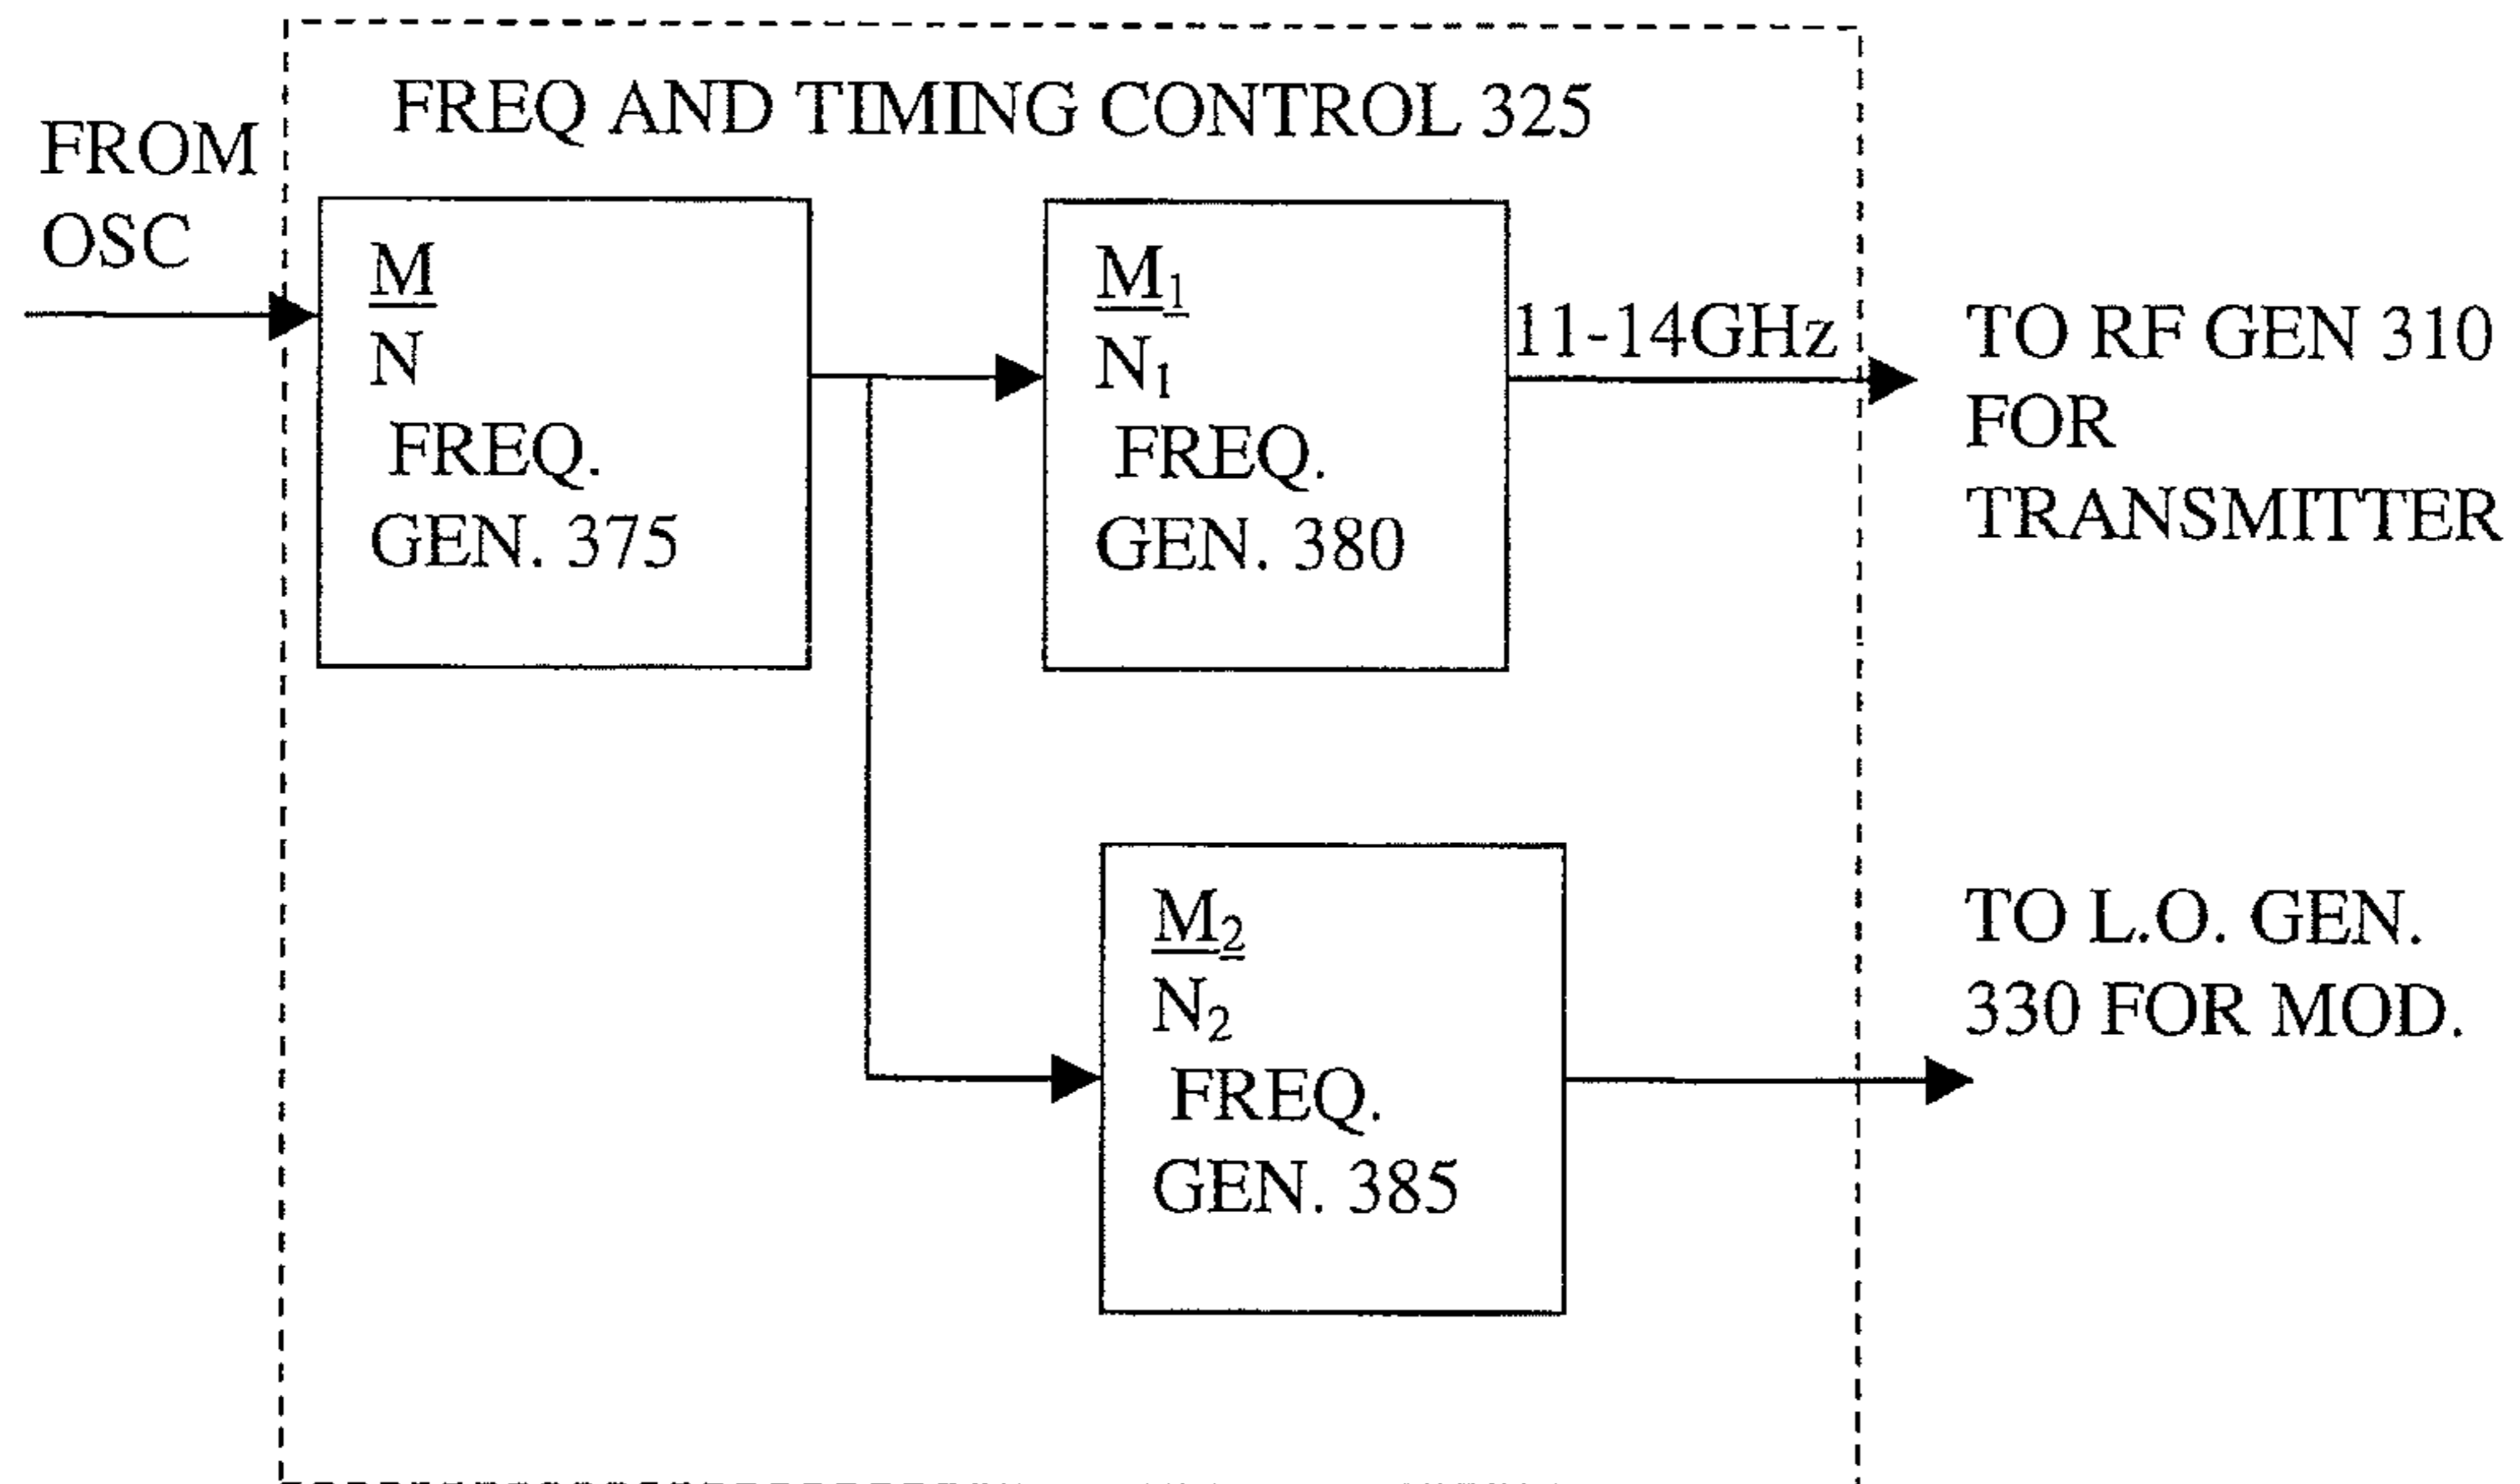 FREQ AND TIMING CONTROL 325
FROM
OSC
M
N
FREQ.
GEN. 375
M1
N1
FREQ.
GEN. 380
11-14GHz
TO RF GEN 310
FOR
TRANSMITTER
M2
N2
FREQ.
GEN. 385
TO L.O. GEN.
330 FOR MOD.